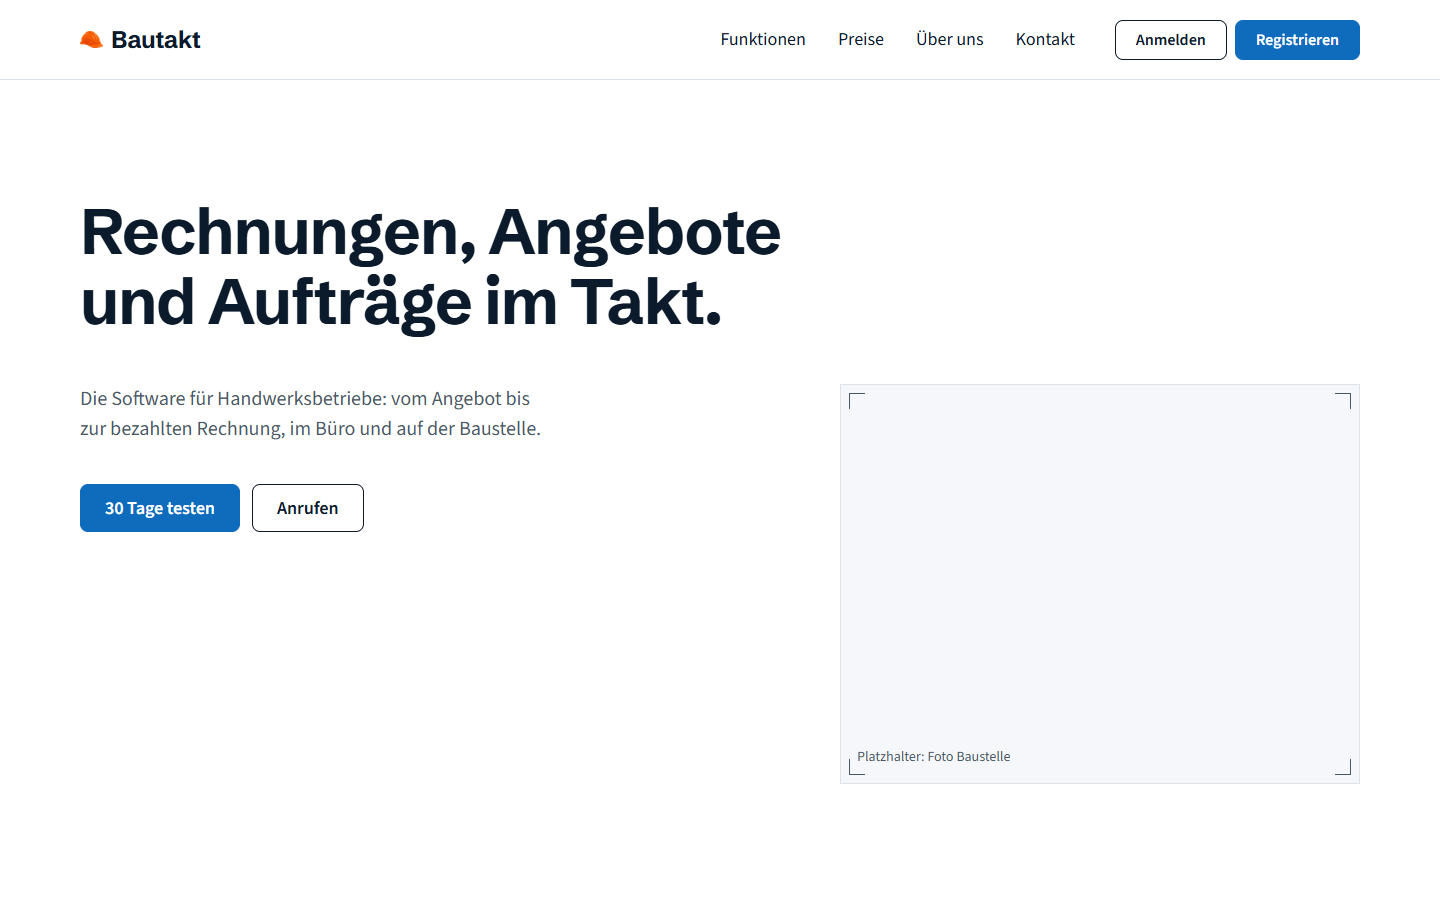 Bautakt
Funktionen
Preise
Über uns
Kontakt
Anmelden
Registrieren
Rechnungen, Angebote
und Aufträge im Takt.
Die Software für Handwerksbetriebe: vom Angebot bis
zur bezahlten Rechnung, im Büro und auf der Baustelle.
30 Tage testen
Anrufen
Platzhalter: Foto Baustelle